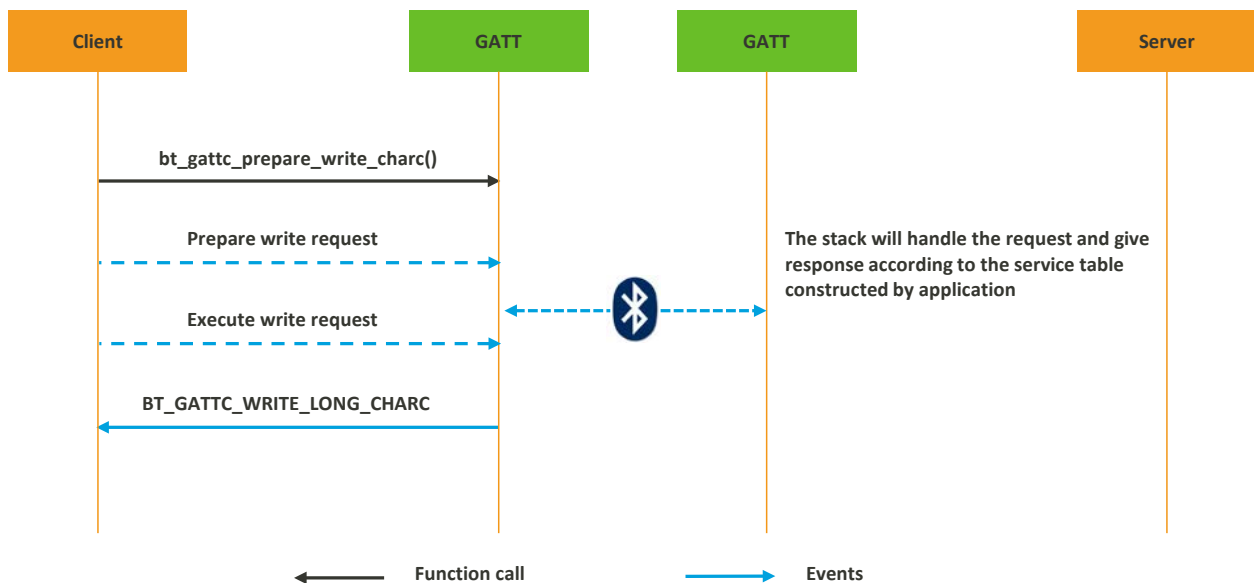 Client
GATT
GATT
Server
bt_gattc_prepare_write_charc()
Prepare write request
The stack will handle the request and give
response according to the service table
constructed by application
Execute write request
BT_GATTC_WRITE_LONG_CHARC
Function call
Events